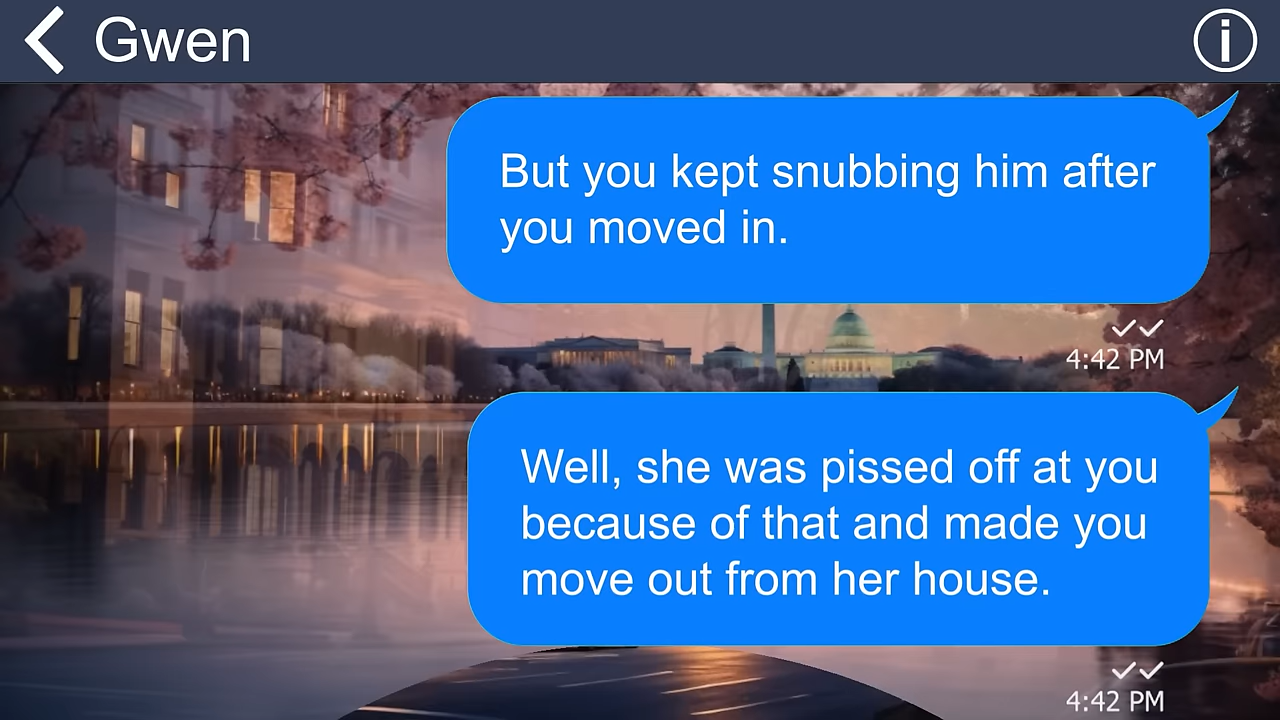 Gwen
But you kept snubbing him after
you moved in.
4:42 PM
Well, she was pissed off at you
because of that and made you
move out from her house.
4:42 PM